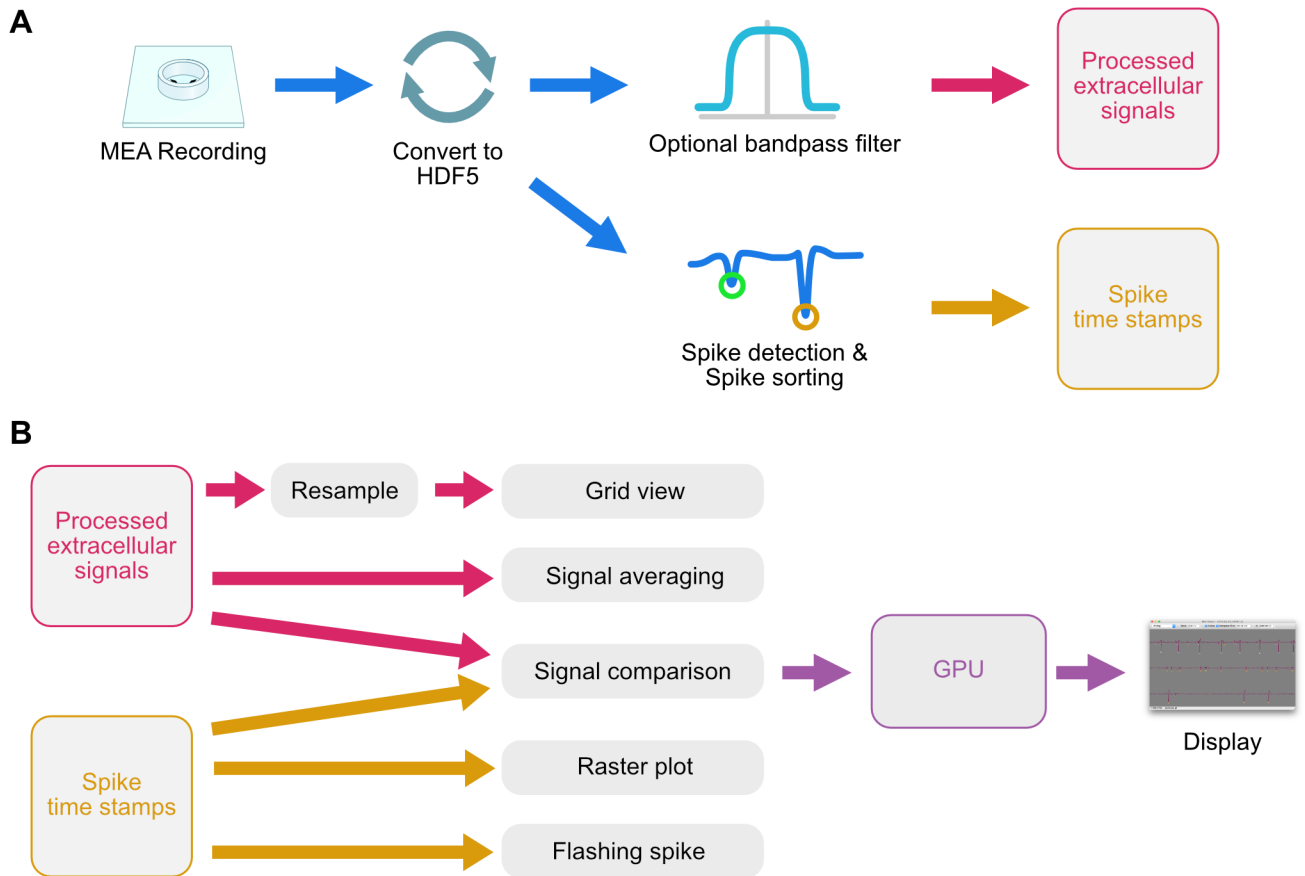 A
MEA Recording
Convert to
HDF5
Optional bandpass filter
Processed
extracellular
signals
Spike detection &
Spike sorting
Spike
time stamps
B
Processed
extracellular
signals
Resample
Grid view
Signal averaging
Signal comparison
GPU
Display
Spike
time stamps
Raster plot
Flashing spike